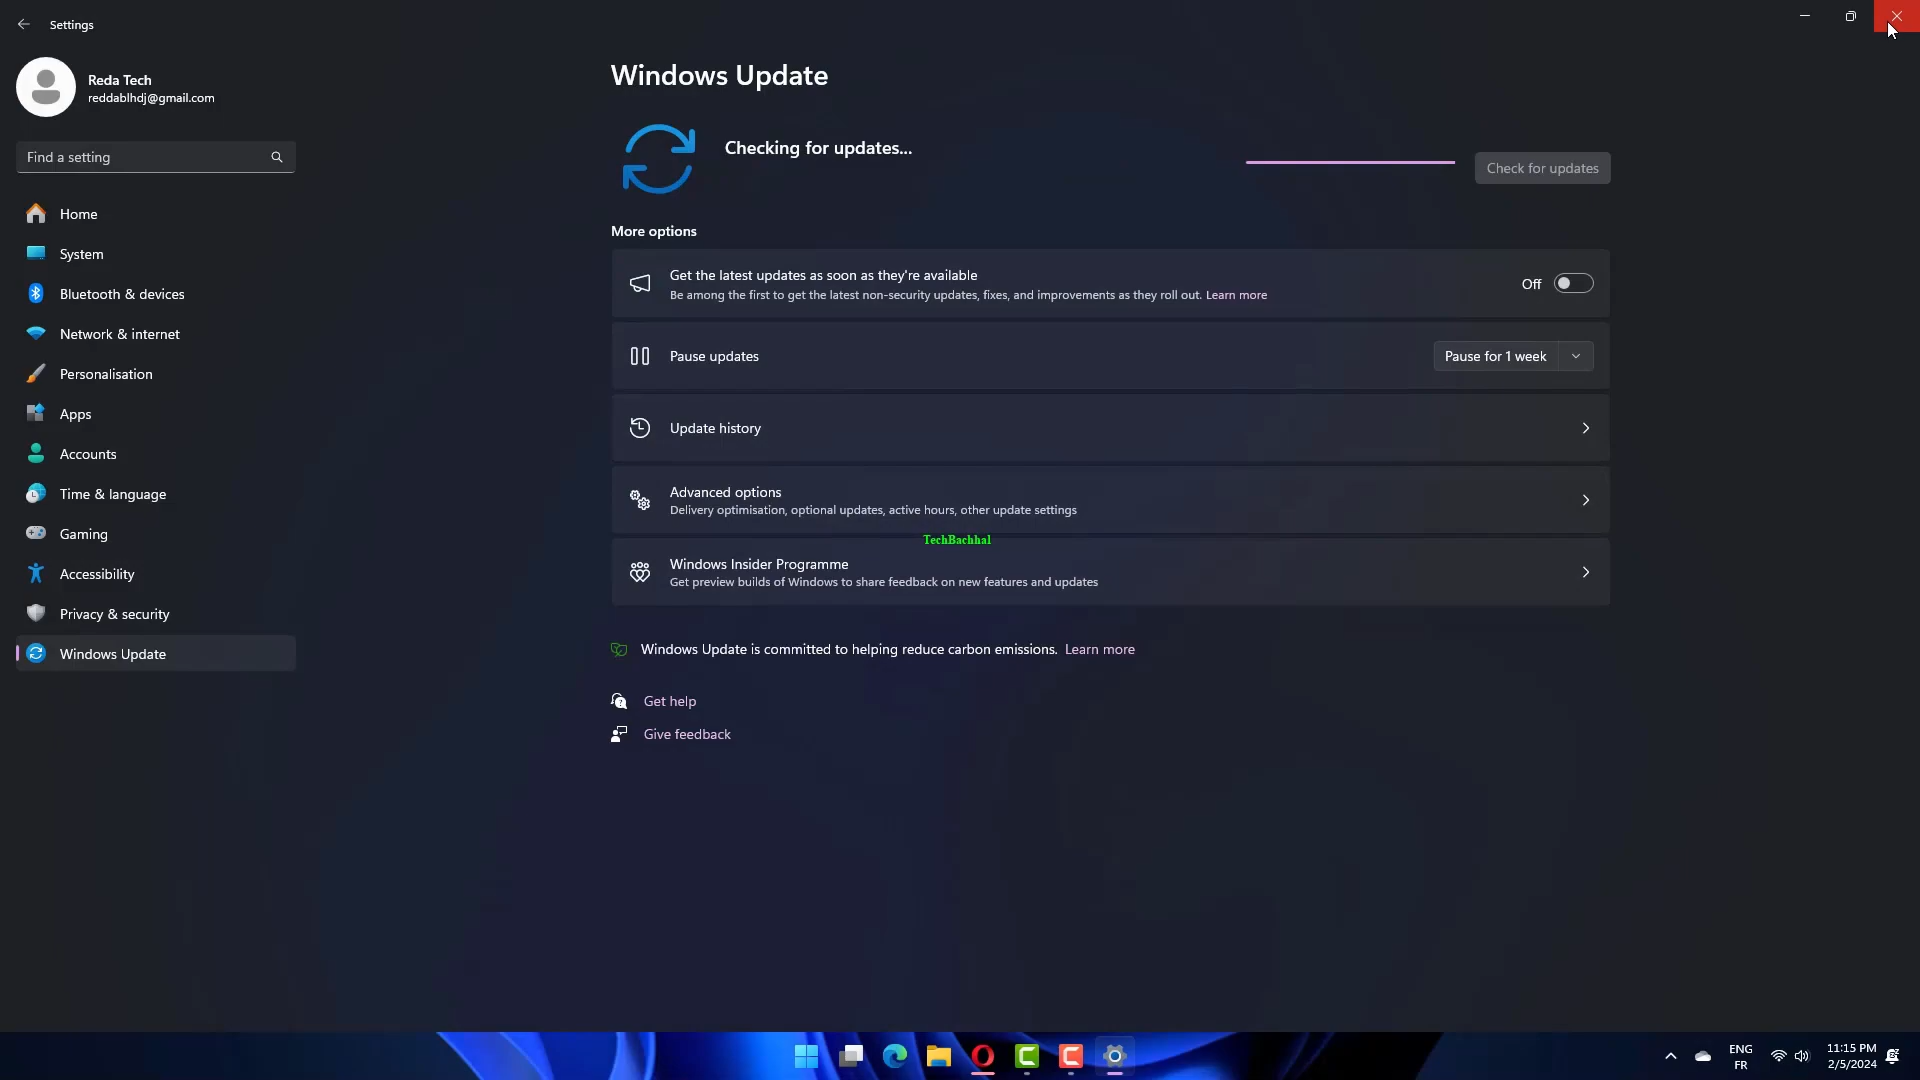 Settings
Reda Tech
reddablhdj@gmail.com
Find a setting
Home
System
Bluetooth & devices
Network & internet
Personalisation
Apps
Accounts
Time & language
Gaming
Accessibility
Privacy & security
Windows Update
Windows Update
Checking for updates...
Check for updates
More options
Get the latest updates as soon as they're available
Be among the first to get the latest non-security updates, fixes, and improvements as they roll out. Learn more
Off
Pause updates
Pause for 1 week
Update history
Advanced options
Delivery optimisation, optional updates, active hours, other update settings
TechBachhal
Windows Insider Programme
Get preview builds of Windows to share feedback on new features and updates
Windows Update is committed to helping reduce carbon emissions. Learn more
Get help
Give feedback
ENG
FR
11:15 PM
2/5/2024